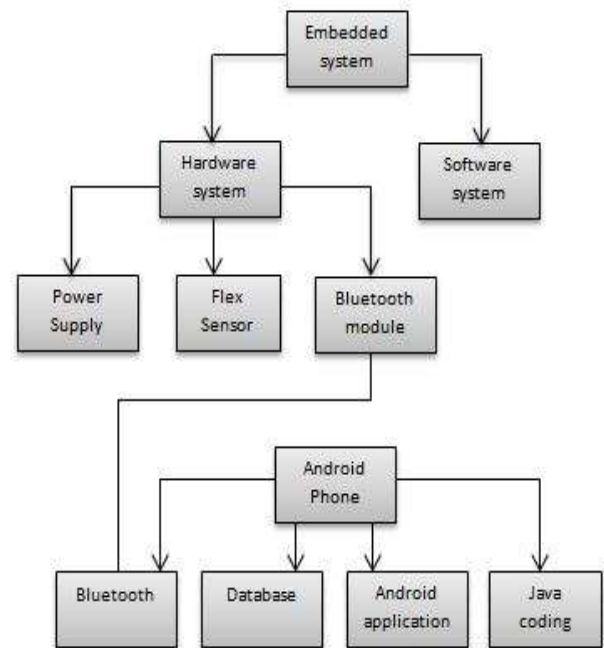 Embedded
system
Hardware
system
Software
system
Power
Supply
Flex
Sensor
Bluetooth
module
Android
Phone
Bluetooth
Database
Android
application
Java
coding